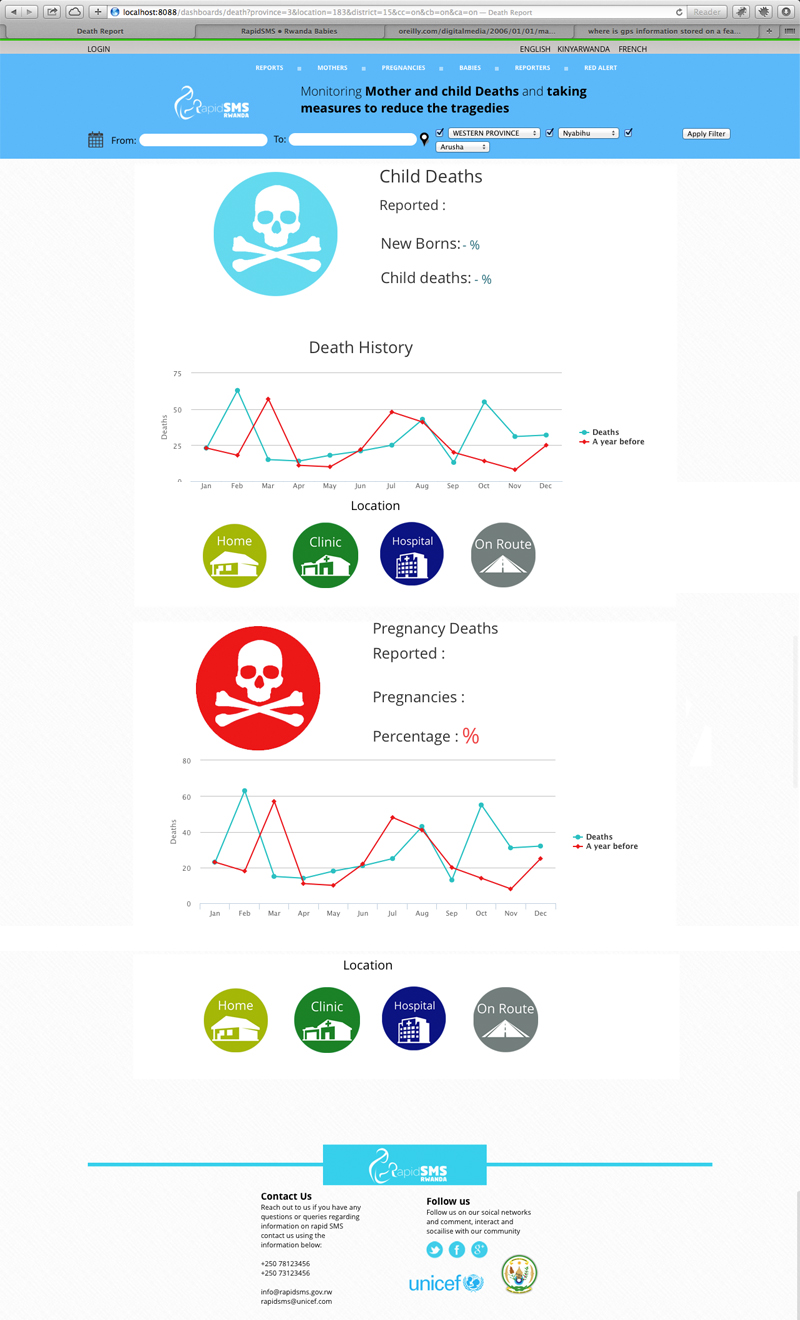 localhost:8088/dashboards/death?province=3&location=183&district=15&cc=on&cb=on&ca=on — Death Report
Reader
Death Report
RapidSMS • Rwanda Babies
oreilly.com/digitalmedia/2006/01/01/ma...
where is gps information stored on a fea...
LOGIN
ENGLISH KINYARWANDA FRENCH
REPORTS MOTHERS PREGNANCIES BABIES REPORTERS RED ALERT
RapidSMS
RWANDA
Monitoring Mother and child Deaths and taking
measures to reduce the tragedies
From:
To:
WESTERN PROVINCE
Nyabihu
Arusha
Apply Filter
Child Deaths
Reported :
New Borns: - %
Child deaths: - %
Death History
75
50
25
0
Deaths
Jan Feb Mar Apr May Jun Jul Aug Sep Oct Nov Dec
Deaths
A year before
Location
Home
Clinic
Hospital
On Route
Pregnancy Deaths
Reported :
Pregnancies :
Percentage : %
80
60
40
20
0
Deaths
Jan Feb Mar Apr May Jun Jul Aug Sep Oct Nov Dec
Deaths
A year before
Location
Home
Clinic
Hospital
On Route
RapidSMS
RWANDA
Contact Us
Reach out to us if you have any
questions or queries regarding
information on rapid SMS
contact us using the
information below:
+250 78123456
+250 73123456
info@rapidsms.gov.rw
rapidsms@unicef.com
Follow us
Follow us on our soical networks
and comment, interact and
socailise with our community
unicef